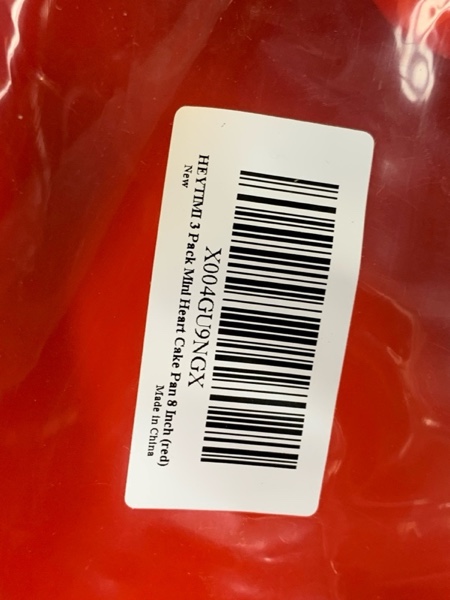 X004GU9NGX
HEYTIMI 3 Pack Mini Heart Cake Pan 8 Inch (red)
New
Made in China